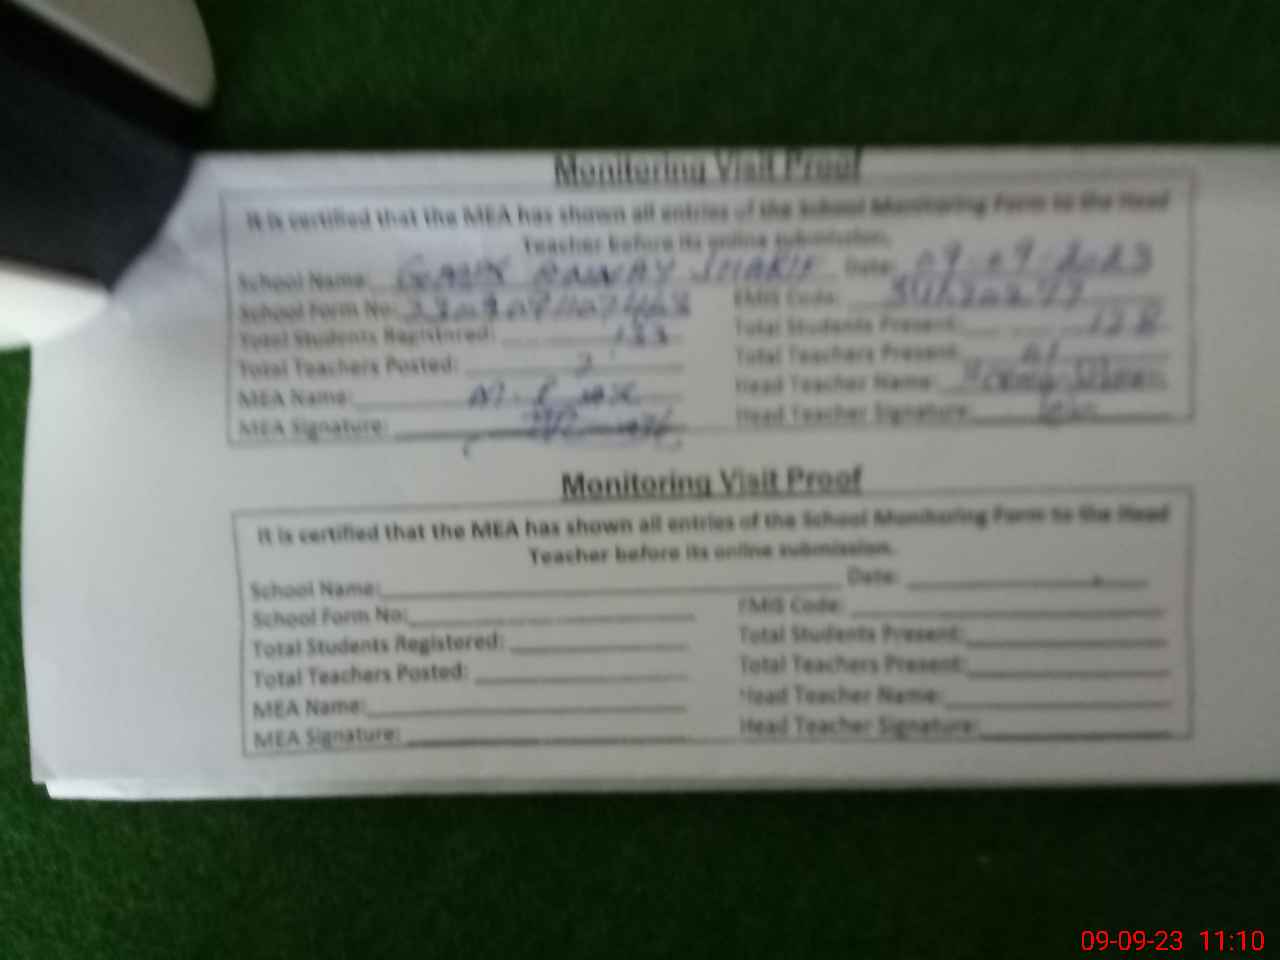 Monitoring Visit Proof
It is certified that the MEA has shown all entries of the School Monitoring Form to the Head
Teacher before its online submission.
School Name: SHARIF Date: 09-09-2023
School Form No: EMIS Code:
Total Students Registered: 133 Total Students Present: 128
Total Teachers Posted: 2 Total Teachers Present: 01
MEA Name: Head Teacher Name:
MEA Signature: Head Teacher Signature:
Monitoring Visit Proof
It is certified that the MEA has shown all entries of the School Monitoring Form to the Head
Teacher before its online submission.
School Name: Date:
School Form No: EMIS Code:
Total Students Registered: Total Students Present:
Total Teachers Posted: Total Teachers Present:
MEA Name: Head Teacher Name:
MEA Signature: Head Teacher Signature:
09-09-23 11:10